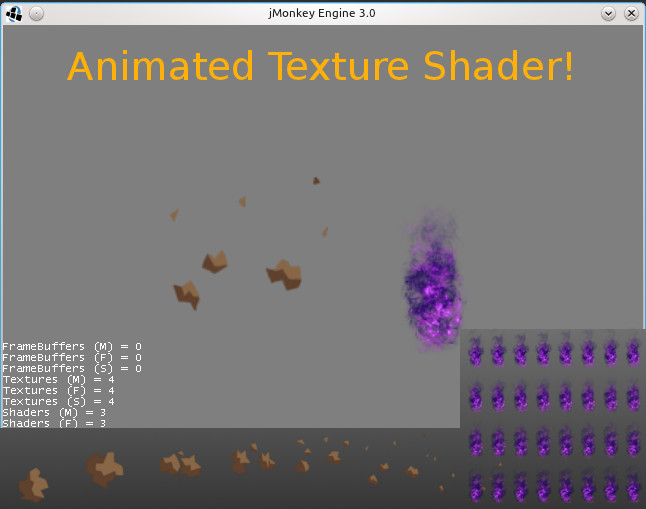 jMonkey Engine 3.0
Animated Texture Shader!
FrameBuffers (M) = 0
FrameBuffers (F) = 0
FrameBuffers (S) = 0
Textures (M) = 4
Textures (F) = 4
Textures (S) = 4
Shaders (M) = 3
Shaders (F) = 3